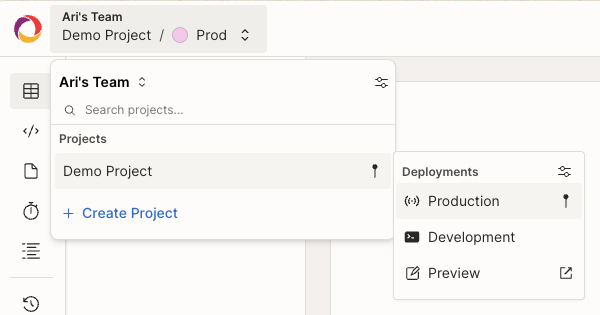 Ari's Team
Demo Project / Prod
Ari's Team
Search projects...
Projects
Demo Project
+ Create Project
Deployments
Production
Development
Preview